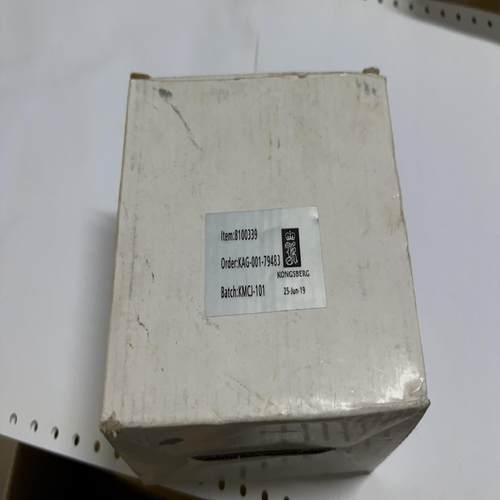 Item:8100339
Order:KAG-001-79483
KONGSBERG
Batch:KMCJ-101
25-Jun-19